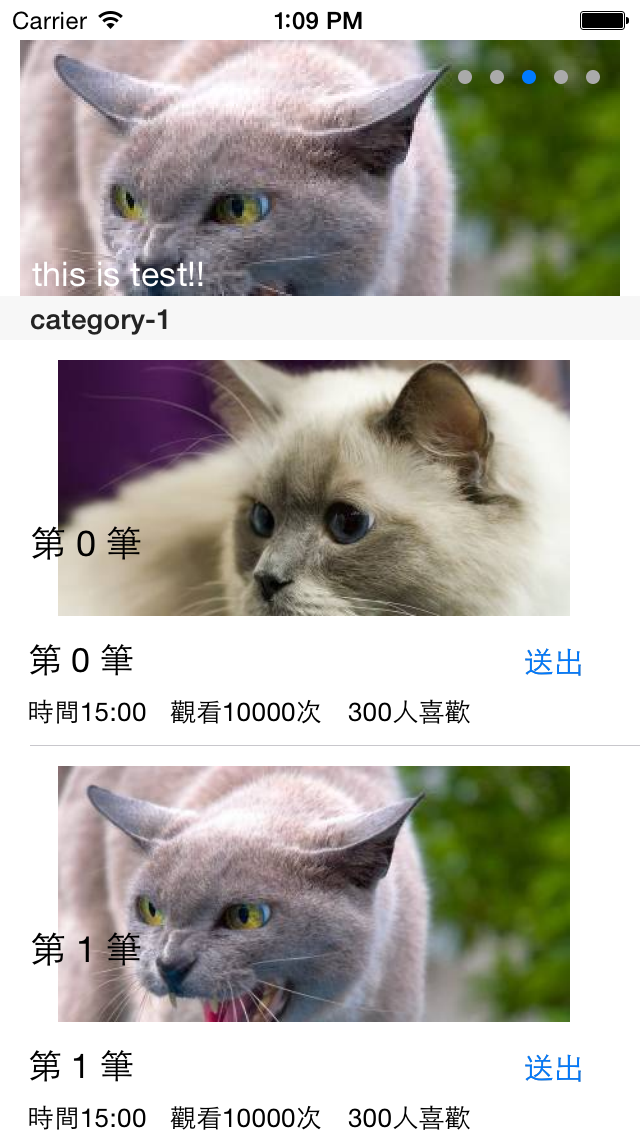 Carrier 1:09 PM
this is test!!
category-1
第 0 筆
第 0 筆 送出
時間15:00 觀看10000次 300人喜歡
第 1 筆
第 1 筆 送出
時間15:00 觀看10000次 300人喜歡